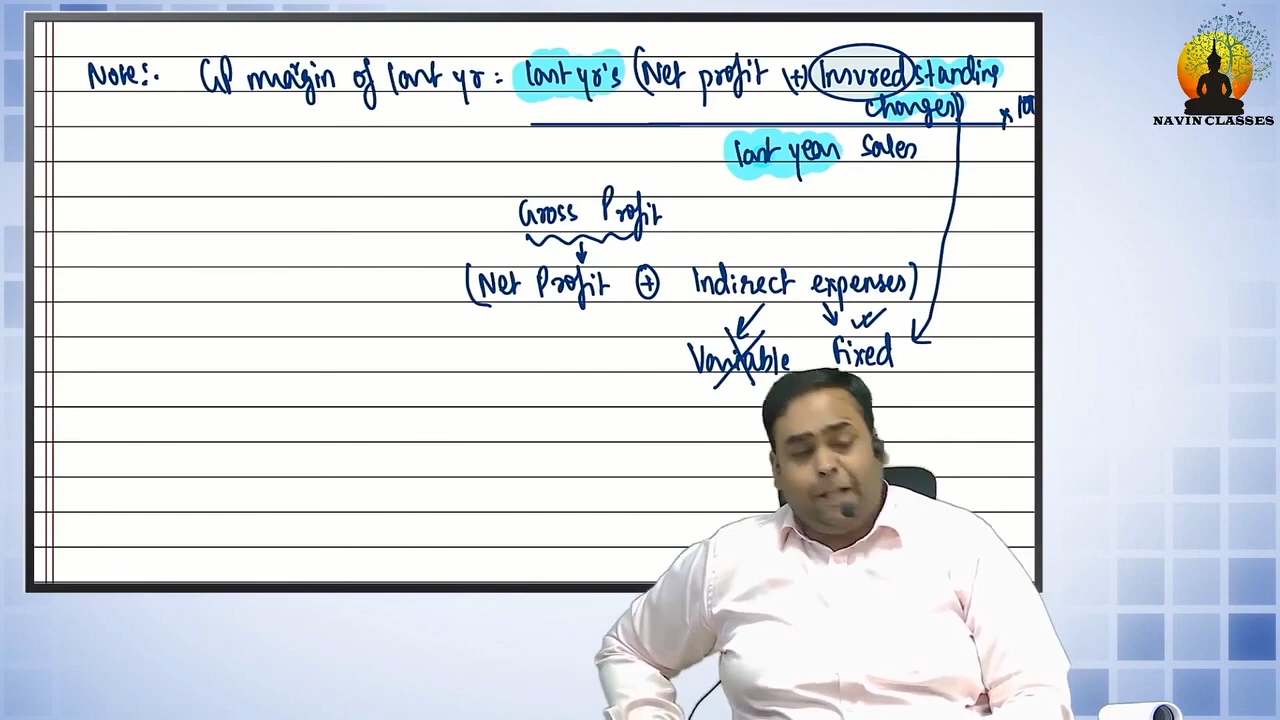 Note:- GP margin of last yr = last yr's (Net profit (+) Insured standing
charges) × 100
last year sales
Gross Profit
(Net Profit + Indirect expenses)
Variable fixed
NAVIN CLASSES